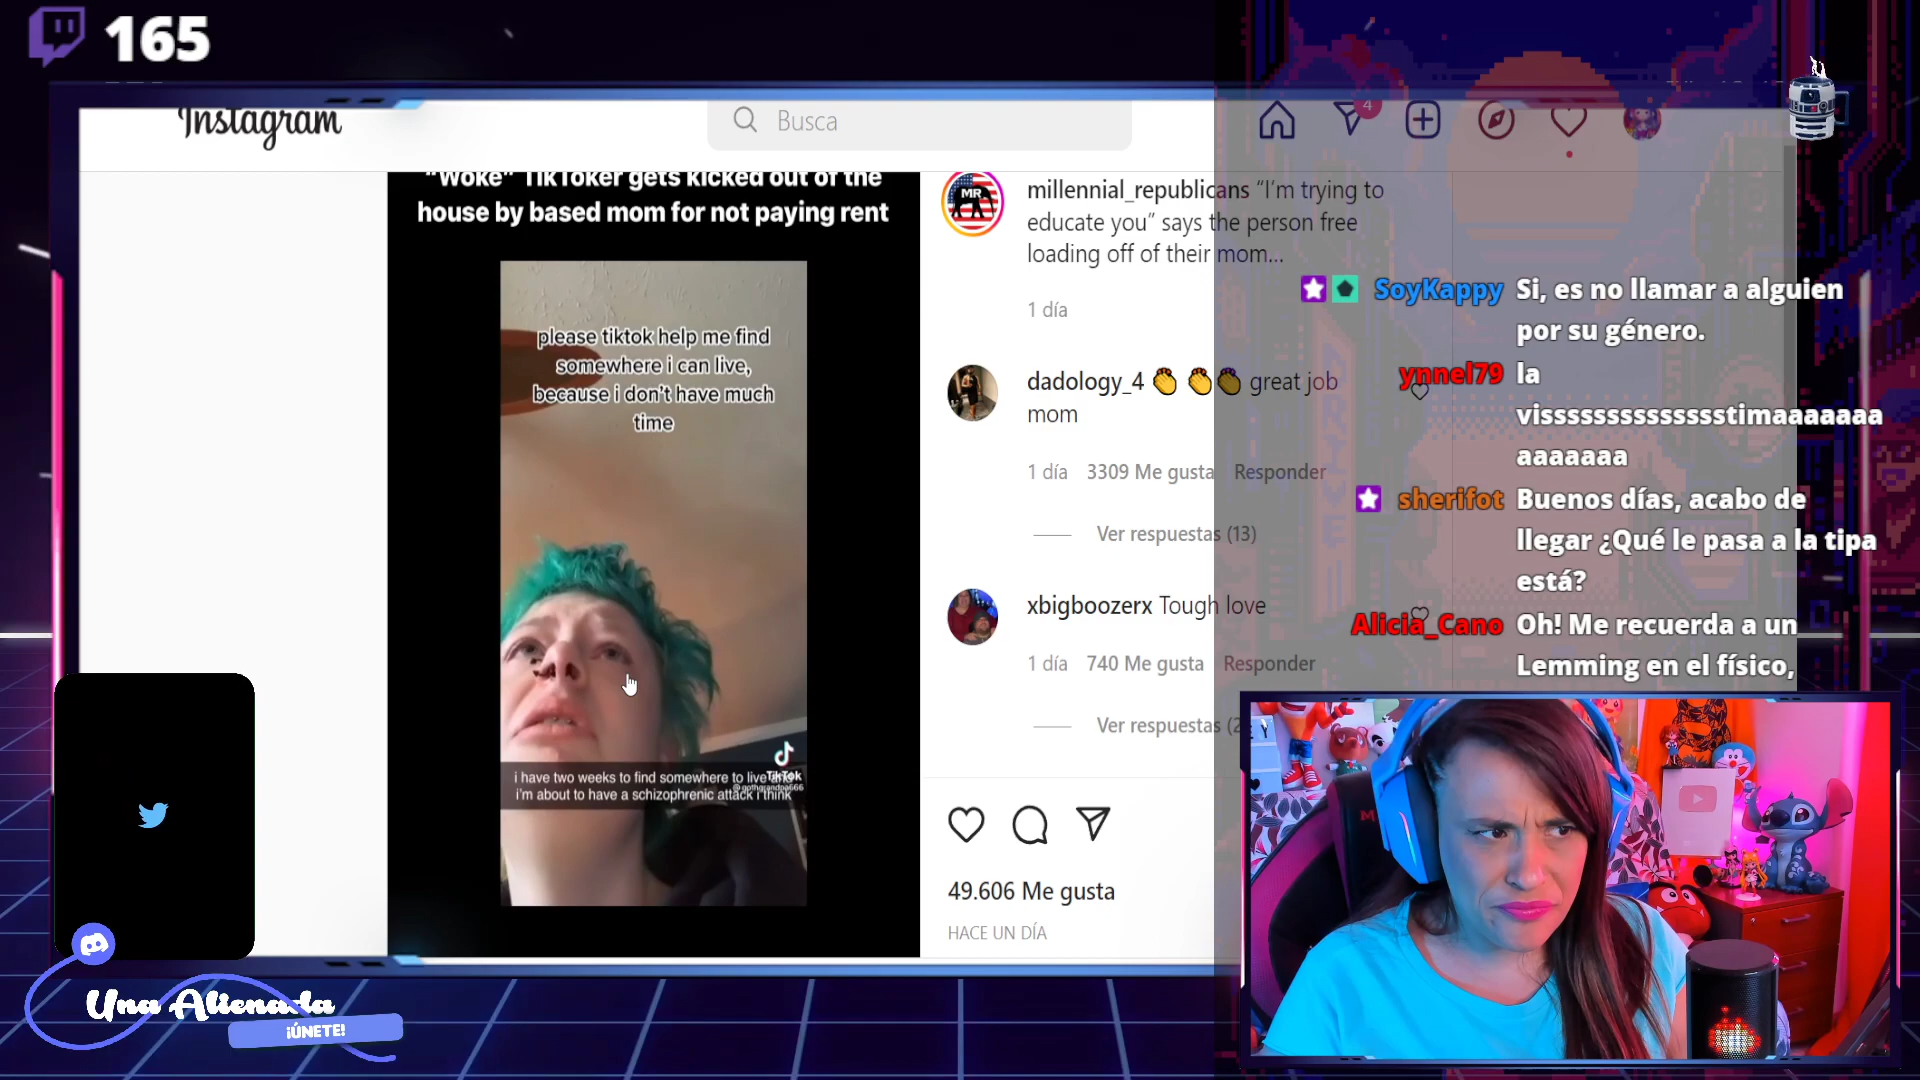 165
Instagram
Busca
4
"Woke" TikToker gets kicked out of the
house by based mom for not paying rent
please tiktok help me find
somewhere i can live,
because i don't have much
time
i have two weeks to find somewhere to live
i'm about to have a schizophrenic attack i think
TikTok
@gothgrandpa666
MR
millennial_republicans "I'm trying to
educate you" says the person free
loading off of their mom...
1 día
dadology_4 👏 👏👏 great job
mom
1 día 3309 Me gusta Responder
Ver respuestas (13)
xbigboozerx Tough love
1 día 740 Me gusta Responder
Ver respuestas
49.606 Me gusta
HACE UN DÍA
SoyKappy Si, es no llamar a alguien
por su género.
ynnel79 la
visssssssssssssstimaaaaaaa
aaaaaaa
sherifot Buenos días, acabo de
llegar ¿Qué le pasa a la tipa
está?
Alicia_Cano Oh! Me recuerda a un
Lemming en el físico,
Una Alienada
¡ÚNETE!